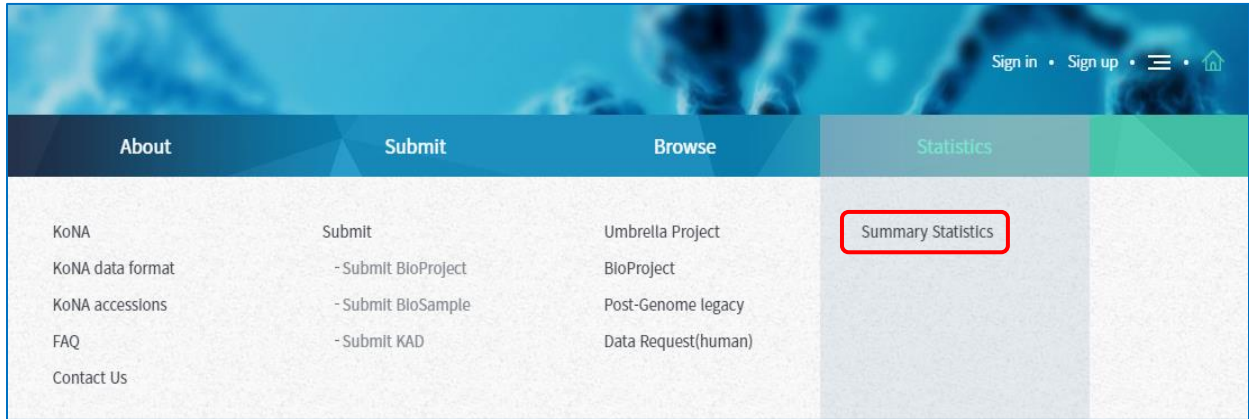 Sign in • Sign up •  •
About Submit Browse Statistics
KoNA Submit Umbrella Project Summary Statistics
KoNA data format - Submit BioProject BioProject
KoNA accessions - Submit BioSample Post-Genome legacy
FAQ - Submit KAD Data Request(human)
Contact Us